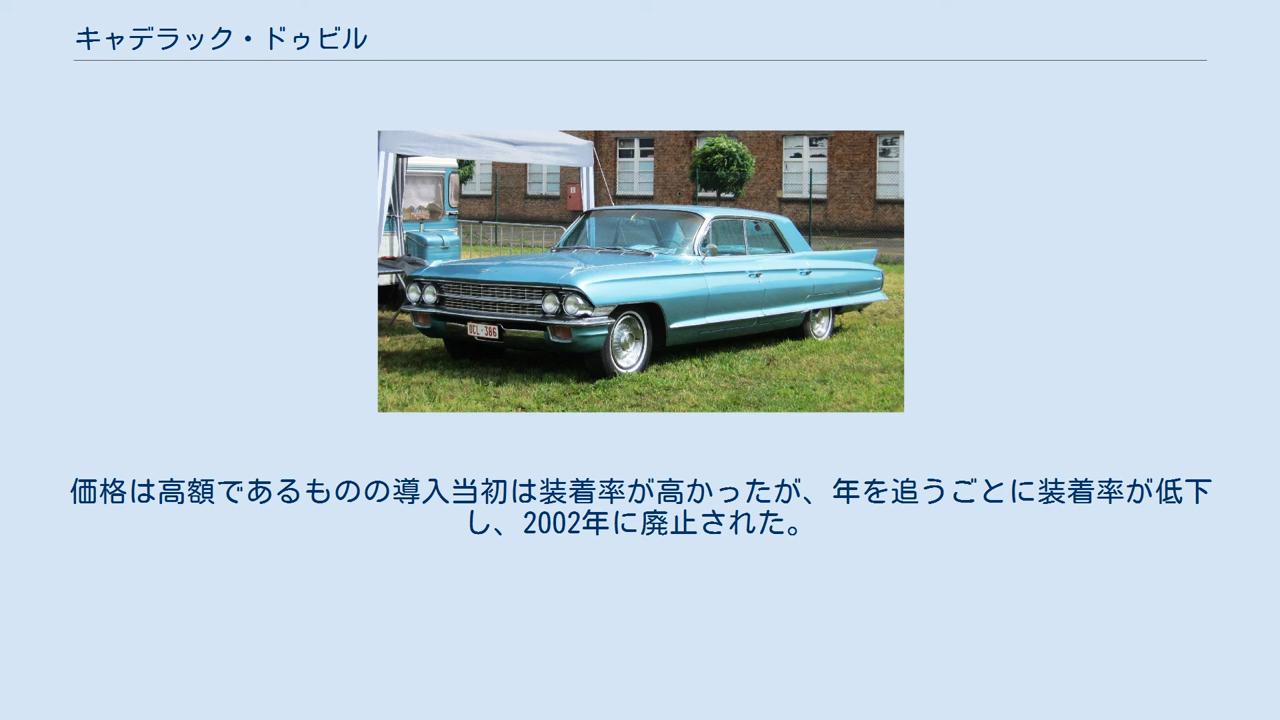 キャデラック・ドゥビル
価格は高額であるものの導入当初は装着率が高かったが、年を追うごとに装着率が低下
し、2002年に廃止された。